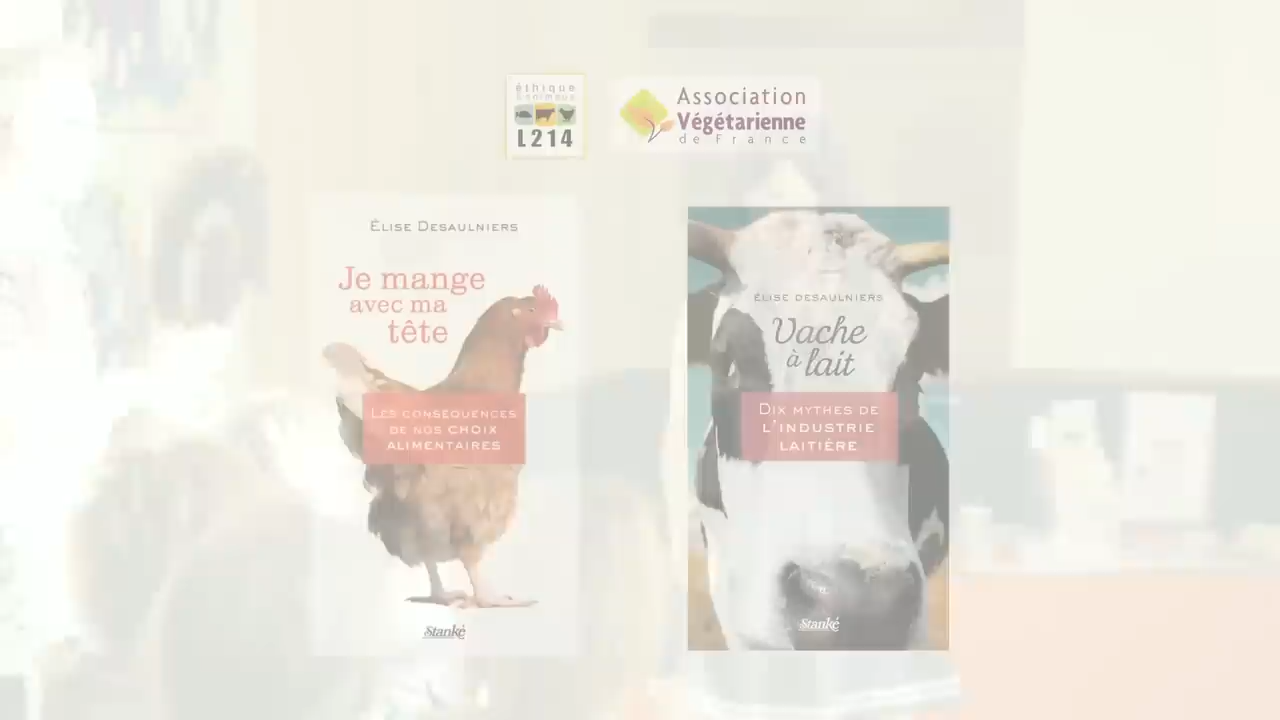 éthique
& animaux
L214
Association
Végétarienne
de France
ÉLISE DESAULNIERS
Je mange
avec ma
tête
LES CONSÉQUENCES
DE NOS CHOIX
ALIMENTAIRES
Stanké
ÉLISE DESAULNIERS
Vache
à lait
DIX MYTHES DE
L'INDUSTRIE
LAITIÈRE
Stanké